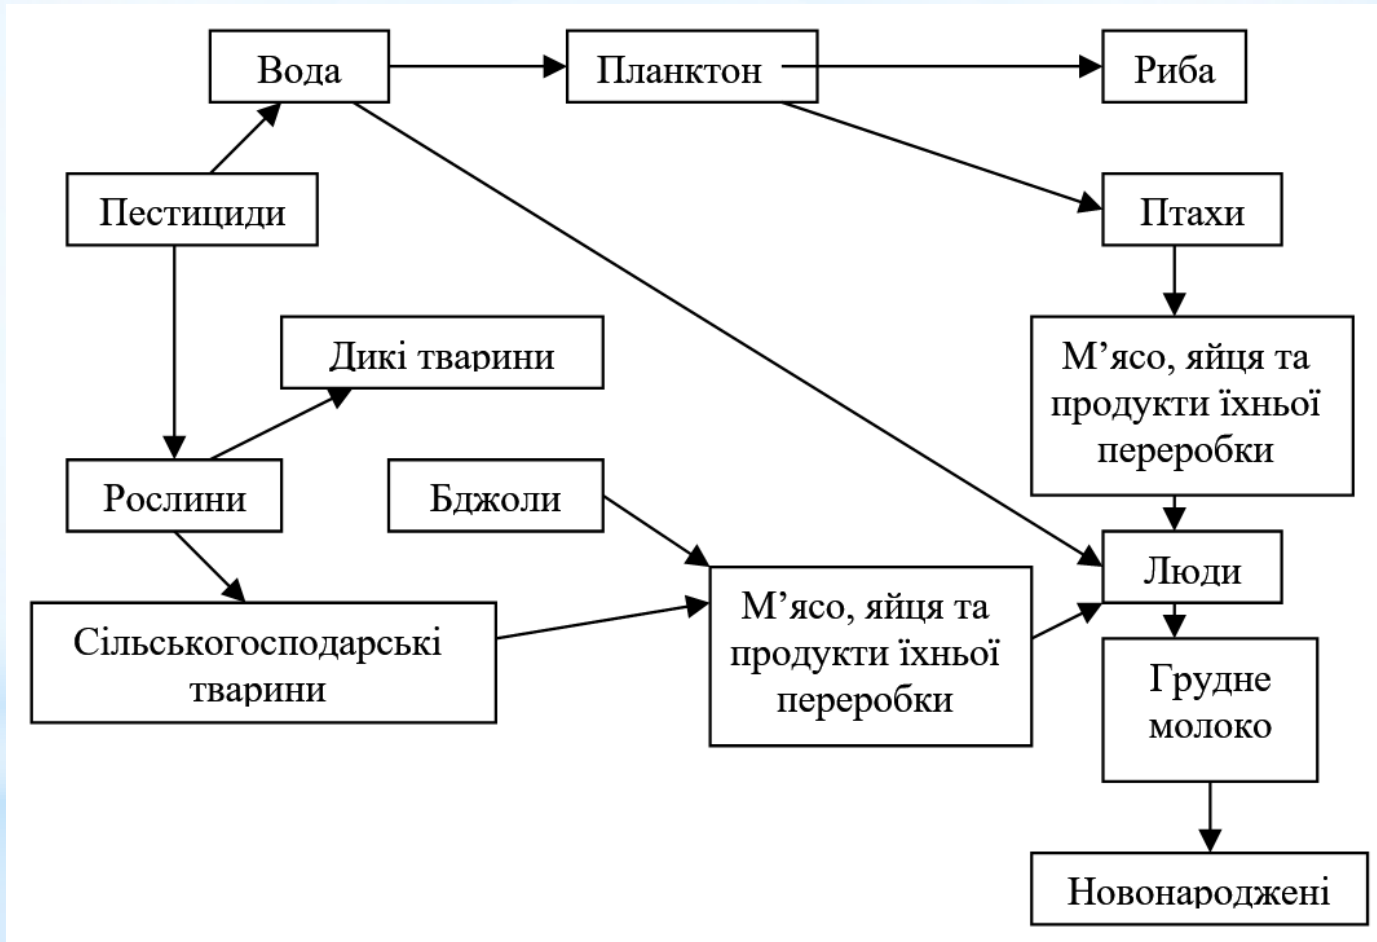 Вода
Планктон
Риба
Пестициди
Птахи
Дикі тварини
М’ясо, яйця та
продукти їхньої
переробки
Рослини
Бджоли
Люди
Сільськогосподарські
тварини
М’ясо, яйця та
продукти їхньої
переробки
Грудне
молоко
Новонароджені